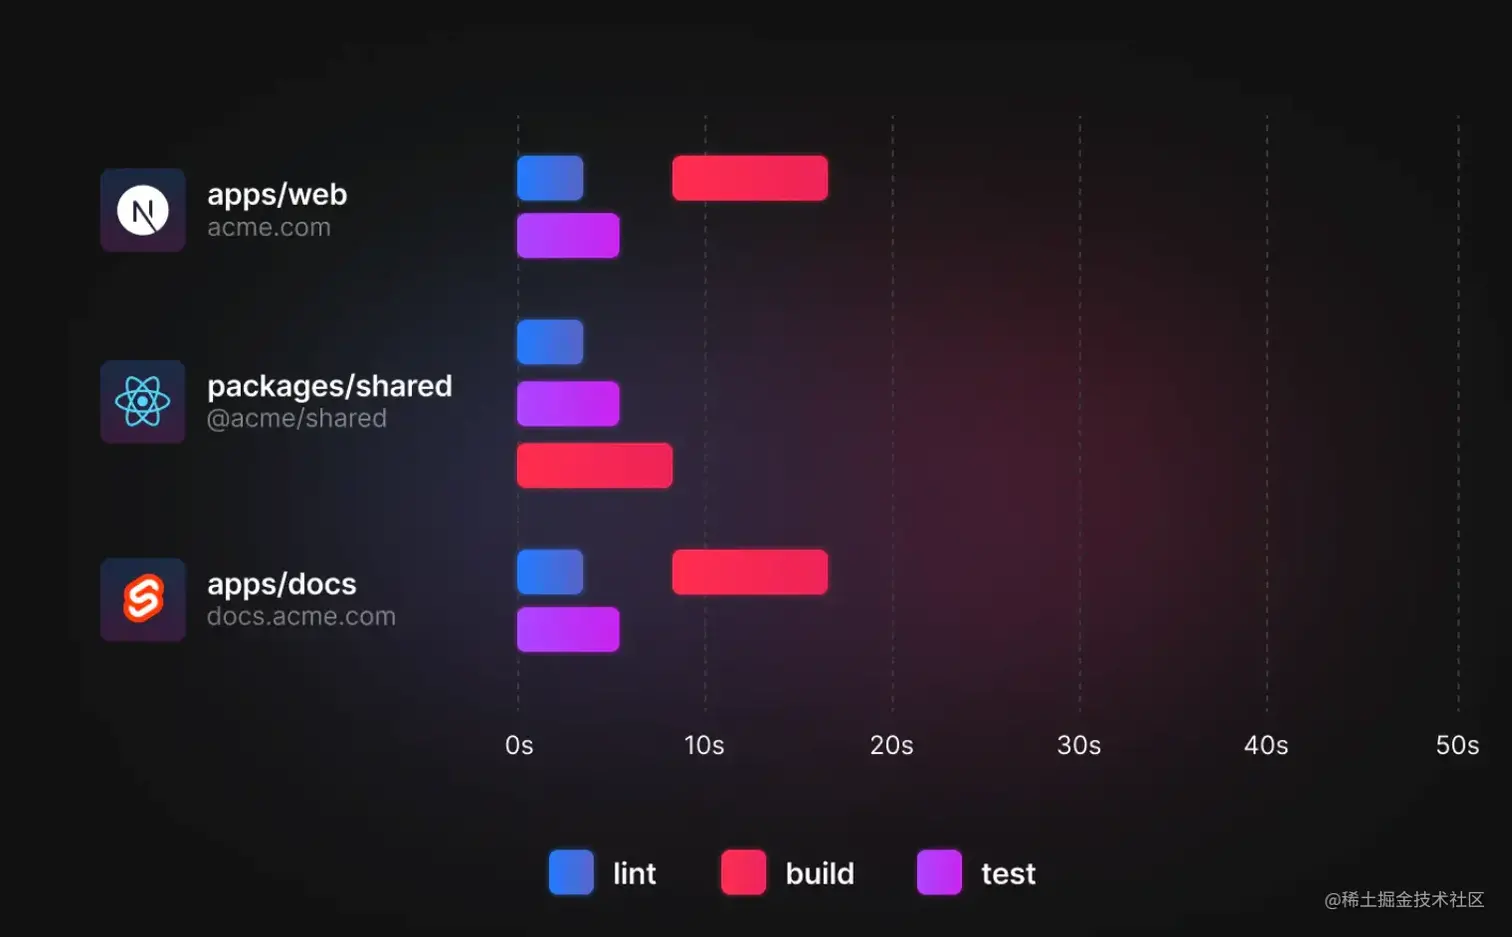 apps/web
acme.com
packages/shared
@acme/shared
apps/docs
docs.acme.com
0s 10s 20s 30s 40s 50s
lint build test
@稀土掘金技术社区